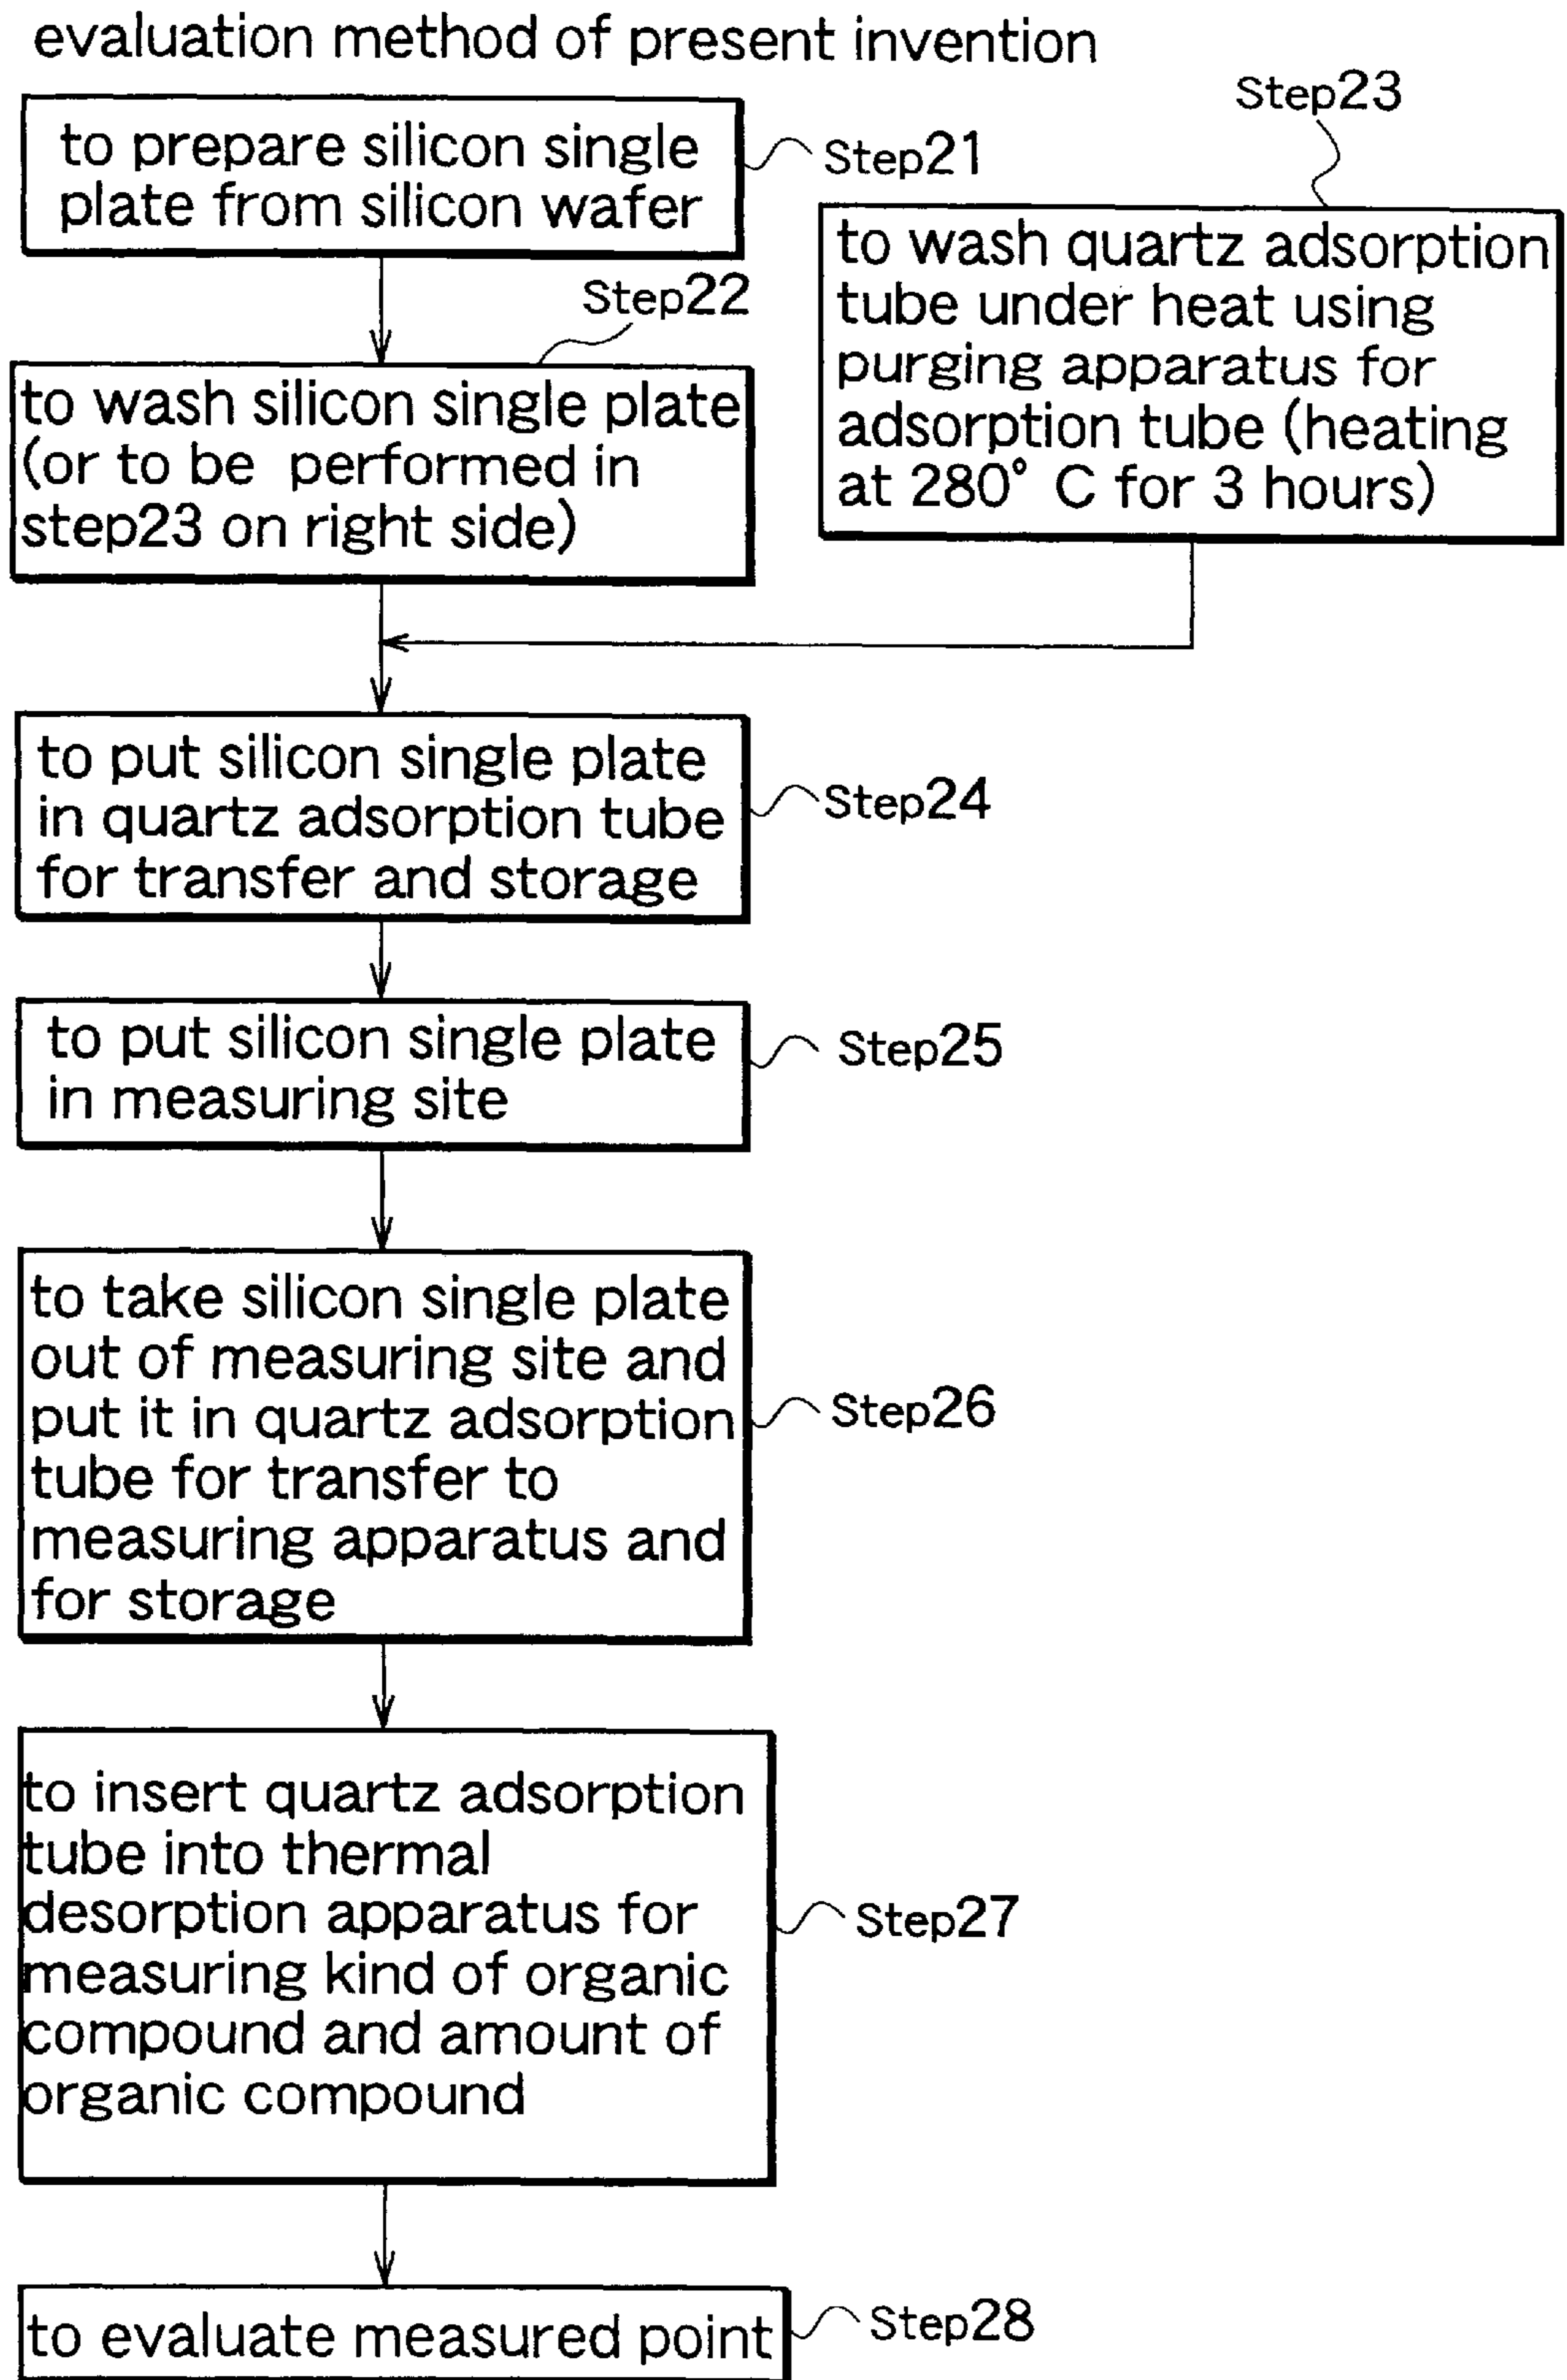 evaluation method of present invention
to prepare silicon single
plate from silicon wafer
Step21
Step22
to wash silicon single plate
(or to be performed in
step23 on right side)
Step23
to wash quartz adsorption
tube under heat using
purging apparatus for
adsorption tube (heating
at 280° C for 3 hours)
to put silicon single plate
in quartz adsorption tube
for transfer and storage
Step24
to put silicon single plate
in measuring site
Step25
to take silicon single plate
out of measuring site and
put it in quartz adsorption
tube for transfer to
measuring apparatus and
for storage
Step26
to insert quartz adsorption
tube into thermal
desorption apparatus for
measuring kind of organic
compound and amount of
organic compound
Step27
to evaluate measured point
Step28